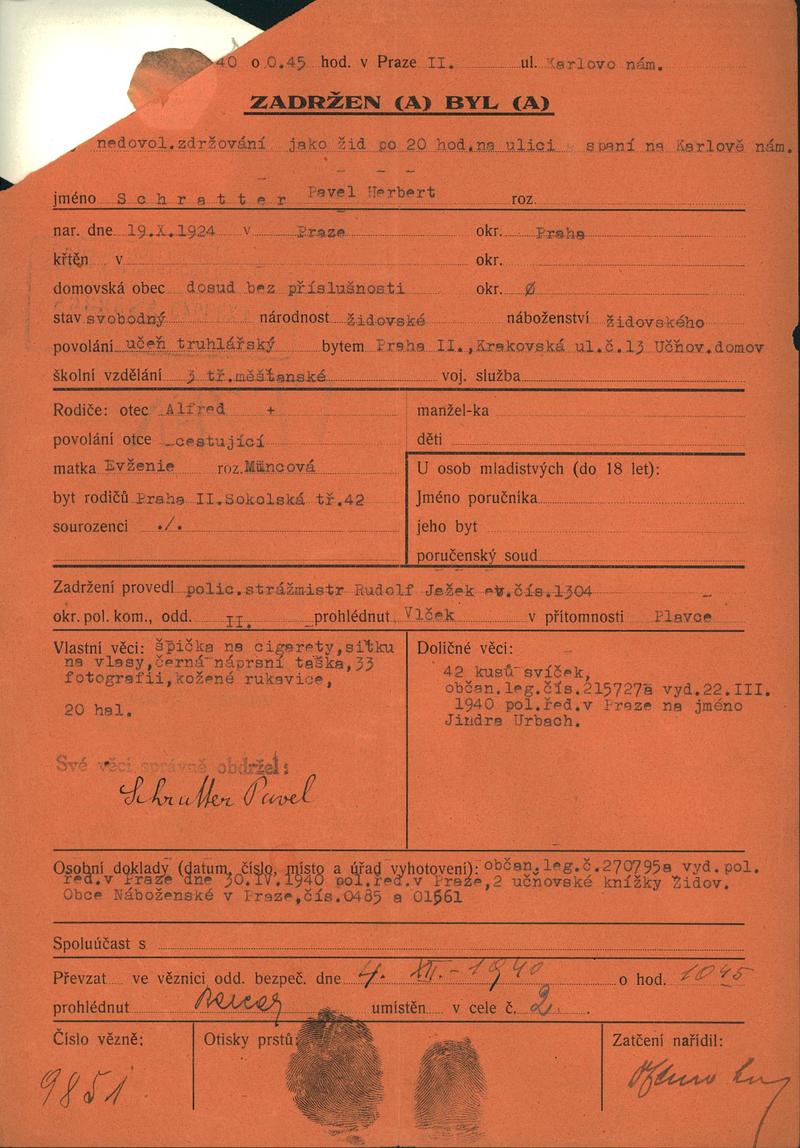 40 o 0.45 hod. v Praze II. ul. Karlovo nám.
ZADRŽEN (A) BYL (A)
nedovol.zdržování jako žid po 20 hod.na ulici a spaní na Karlově nám.
jméno Schratter Pavel Herbert roz.
nar. dne 19.X.1924 v Praze okr. Praha
křtěn v okr.
domovská obec dosud bez příslušnosti okr. Ø
stav svobodný národnost židovské náboženství židovského
povolání učeň truhlářský bytem Praha II.,Krakovská ul.č.13 Učňov.domov
školní vzdělání 3 tř.měšťanské voj. služba
Rodiče: otec Alfred + manžel-ka
povolání otce cestující děti
matka Evženie roz. Müncová U osob mladistvých (do 18 let):
byt rodičů Praha II.Sokolská tř.42 Jméno poručníka
sourozenci ./. jeho byt
poručenský soud
Zadržení provedl polic.strážmistr Rudolf Ježek ev.čís.1304
okr. pol. kom., odd. II. prohlédnut Vlček v přítomnosti Plavce
Vlastní věci: špička na cigarety,sítku
na vlasy,černá náprsní taška,33
fotografií,kožené rukavice,
20 hal.
Doličné věci:
42 kusů svíček,
občan.leg.čís.215727a vyd.22.III.
1940 pol.řed.v Praze na jméno
Jindra Urbach.
Své věci správně obdržel:
Schratter Pavel
Osobní doklady (datum, číslo, místo a úřad vyhotovení): občan.leg.č.270795a vyd.pol.
řed.v Praze dne 30.IV.1940 pol.řed.v Praze,2 učňovské knížky Židov.
Obce Náboženské v Praze,čís.0485 a 01561
Spoluúčast s
Převzat ve věznici odd. bezpeč. dne 4. XII.-1940 o hod. 1045
prohlédnut umístěn v cele č. 2.
Číslo vězně: Otisky prstů: Zatčení nařídil:
9851